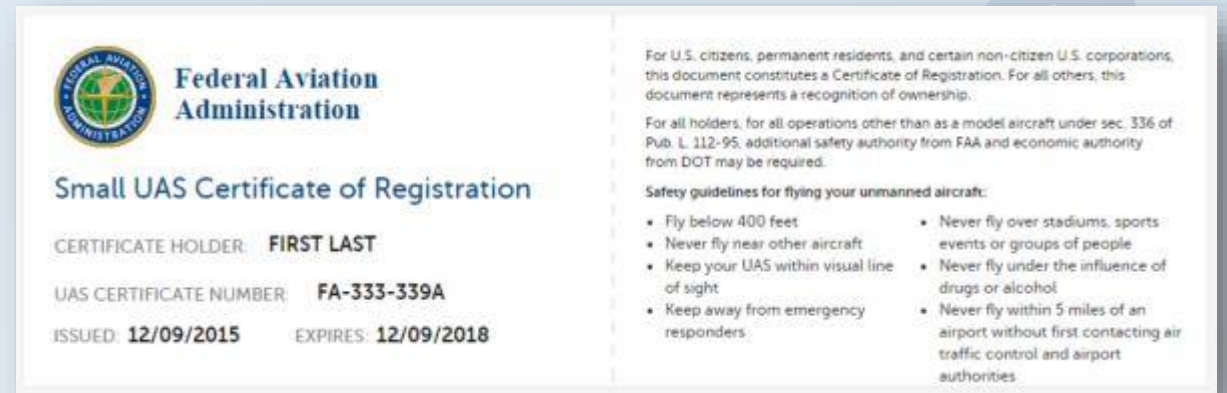 FEDERAL AVIATION ADMINISTRATION
Federal Aviation
Administration
Small UAS Certificate of Registration
CERTIFICATE HOLDER: FIRST LAST
UAS CERTIFICATE NUMBER: FA-333-339A
ISSUED: 12/09/2015 EXPIRES: 12/09/2018
For U.S. citizens, permanent residents, and certain non-citizen U.S. corporations,
this document constitutes a Certificate of Registration. For all others, this
document represents a recognition of ownership.
For all holders, for all operations other than as a model aircraft under sec. 336 of
Pub. L. 112-95, additional safety authority from FAA and economic authority
from DOT may be required.
Safety guidelines for flying your unmanned aircraft:
• Fly below 400 feet
• Never fly near other aircraft
• Keep your UAS within visual line
of sight
• Keep away from emergency
responders
• Never fly over stadiums, sports
events or groups of people
• Never fly under the influence of
drugs or alcohol
• Never fly within 5 miles of an
airport without first contacting air
traffic control and airport
authorities